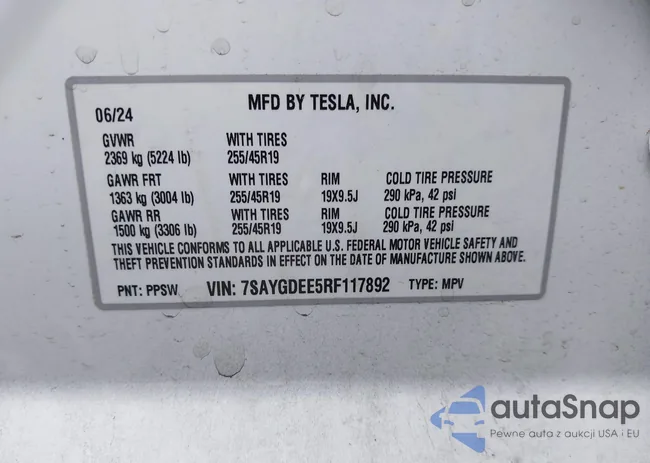 MFD BY TESLA, INC.
06/24
GVWR WITH TIRES
2369 kg (5224 lb) 255/45R19
GAWR FRT WITH TIRES RIM COLD TIRE PRESSURE
1363 kg (3004 lb) 255/45R19 19X9.5J 290 kPa, 42 psi
GAWR RR WITH TIRES RIM COLD TIRE PRESSURE
1500 kg (3306 lb) 255/45R19 19X9.5J 290 kPa, 42 psi
THIS VEHICLE CONFORMS TO ALL APPLICABLE U.S. FEDERAL MOTOR VEHICLE SAFETY AND
THEFT PREVENTION STANDARDS IN EFFECT ON THE DATE OF MANUFACTURE SHOWN ABOVE.
PNT: PPSW VIN: 7SAYGDEE5RF117892 TYPE: MPV
autoSnap
Pewne auta z aukcji USA i EU